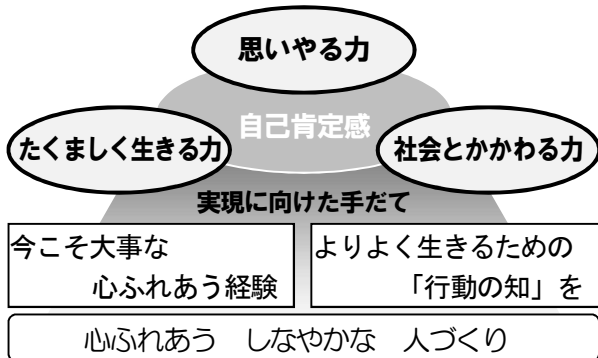 思いやる力
自己肯定感
たくましく生きる力
社会とかかわる力
実現に向けた手だて
今こそ大事な
心ふれあう経験
よりよく生きるための
「行動の知」を
心ふれあう しなやかな 人づくり